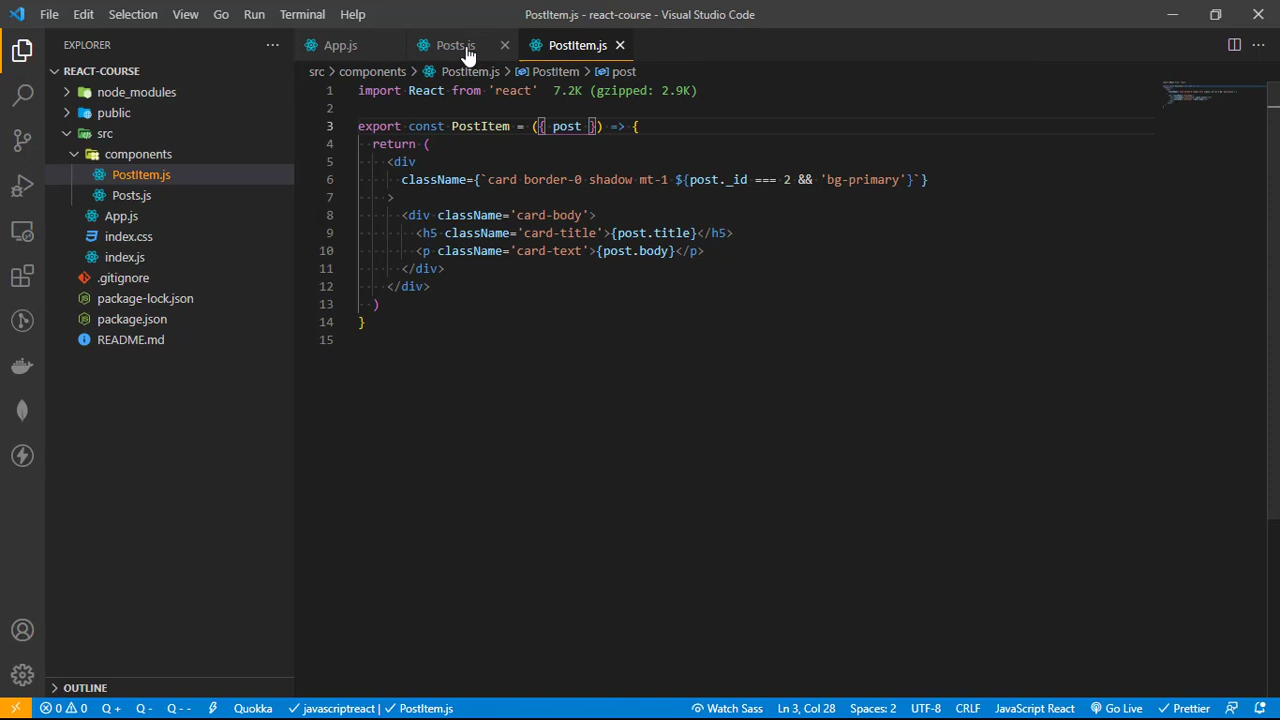 File Edit Selection View Go Run Terminal Help PostItem.js - react-course - Visual Studio Code
EXPLORER
REACT-COURSE
node_modules
public
src
components
PostItem.js
Posts.js
App.js
index.css
index.js
.gitignore
package-lock.json
package.json
README.md
OUTLINE
App.js Posts.js PostItem.js
src > components > PostItem.js > PostItem > post
1 import React from 'react' 7.2K (gzipped: 2.9K)
2
3 export const PostItem = ({ post }) => {
4 return (
5 <div
6 className={`card border-0 shadow mt-1 ${post._id === 2 && 'bg-primary'}`}
7 >
8 <div className='card-body'>
9 <h5 className='card-title'>{post.title}</h5>
10 <p className='card-text'>{post.body}</p>
11 </div>
12 </div>
13 )
14 }
15
0 0 Q + Q - Q - - Quokka javascriptreact | PostItem.js Watch Sass Ln 3, Col 28 Spaces: 2 UTF-8 CRLF JavaScript React Go Live Prettier